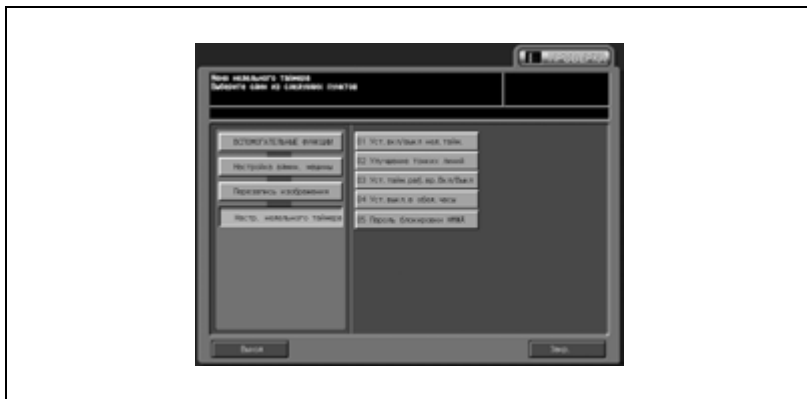 Меню недельного таймера
Выберите один из следующих пунктов
ВСПОМОГАТЕЛЬНЫЕ ФУНКЦИИ
Настройка админ. машины
Перезапись изображения
Настр. недельного таймера
01 Уст.вкл/выкл нед.тайм.
02 Улучшение тонких линий
03 Уст.тайм.раб.вр.Вкл/Выкл
04 Уст.выкл.в обед.часы
05 Пароль блокировки
Выход
Закр.